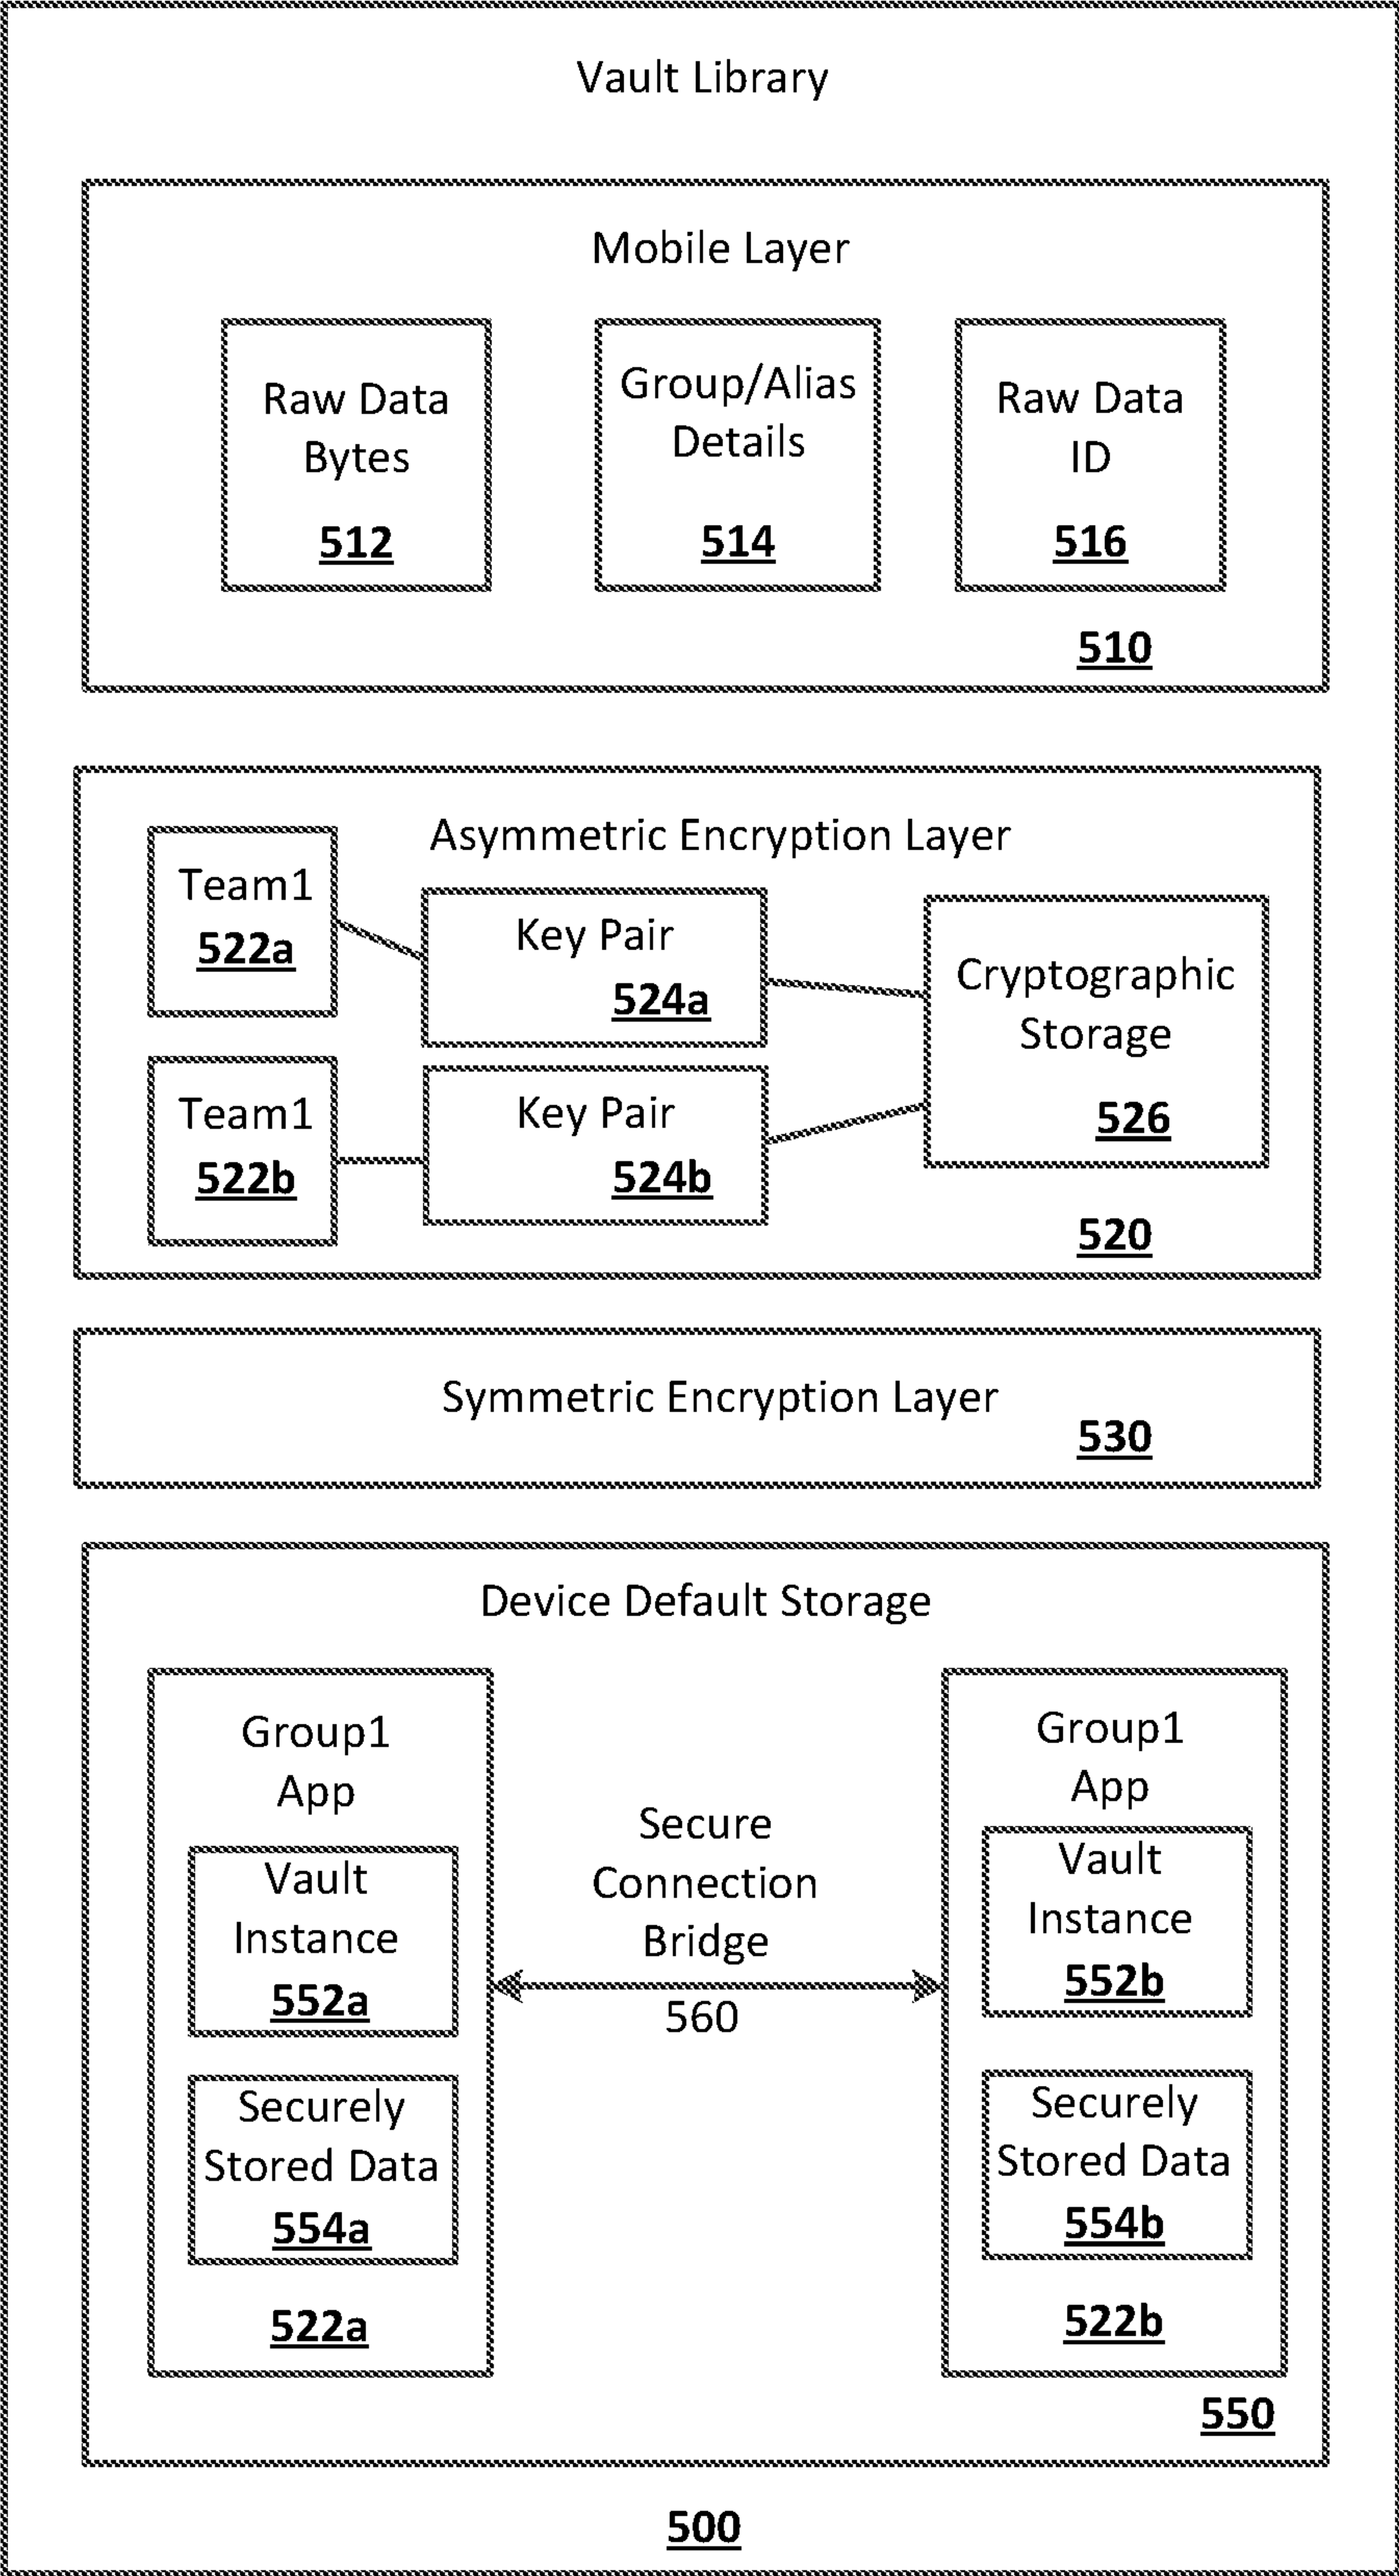 Vault Library
Mobile Layer
Raw Data
Bytes
512
Group/Alias
Details
514
Raw Data
ID
516
510
Asymmetric Encryption Layer
Team1
522a
Key Pair
524a
Cryptographic
Storage
526
Team1
522b
Key Pair
524b
520
Symmetric Encryption Layer
530
Device Default Storage
Group1
App
Vault
Instance
552a
Securely
Stored Data
554a
522a
Secure
Connection
Bridge
560
Group1
App
Vault
Instance
552b
Securely
Stored Data
554b
522b
550
500